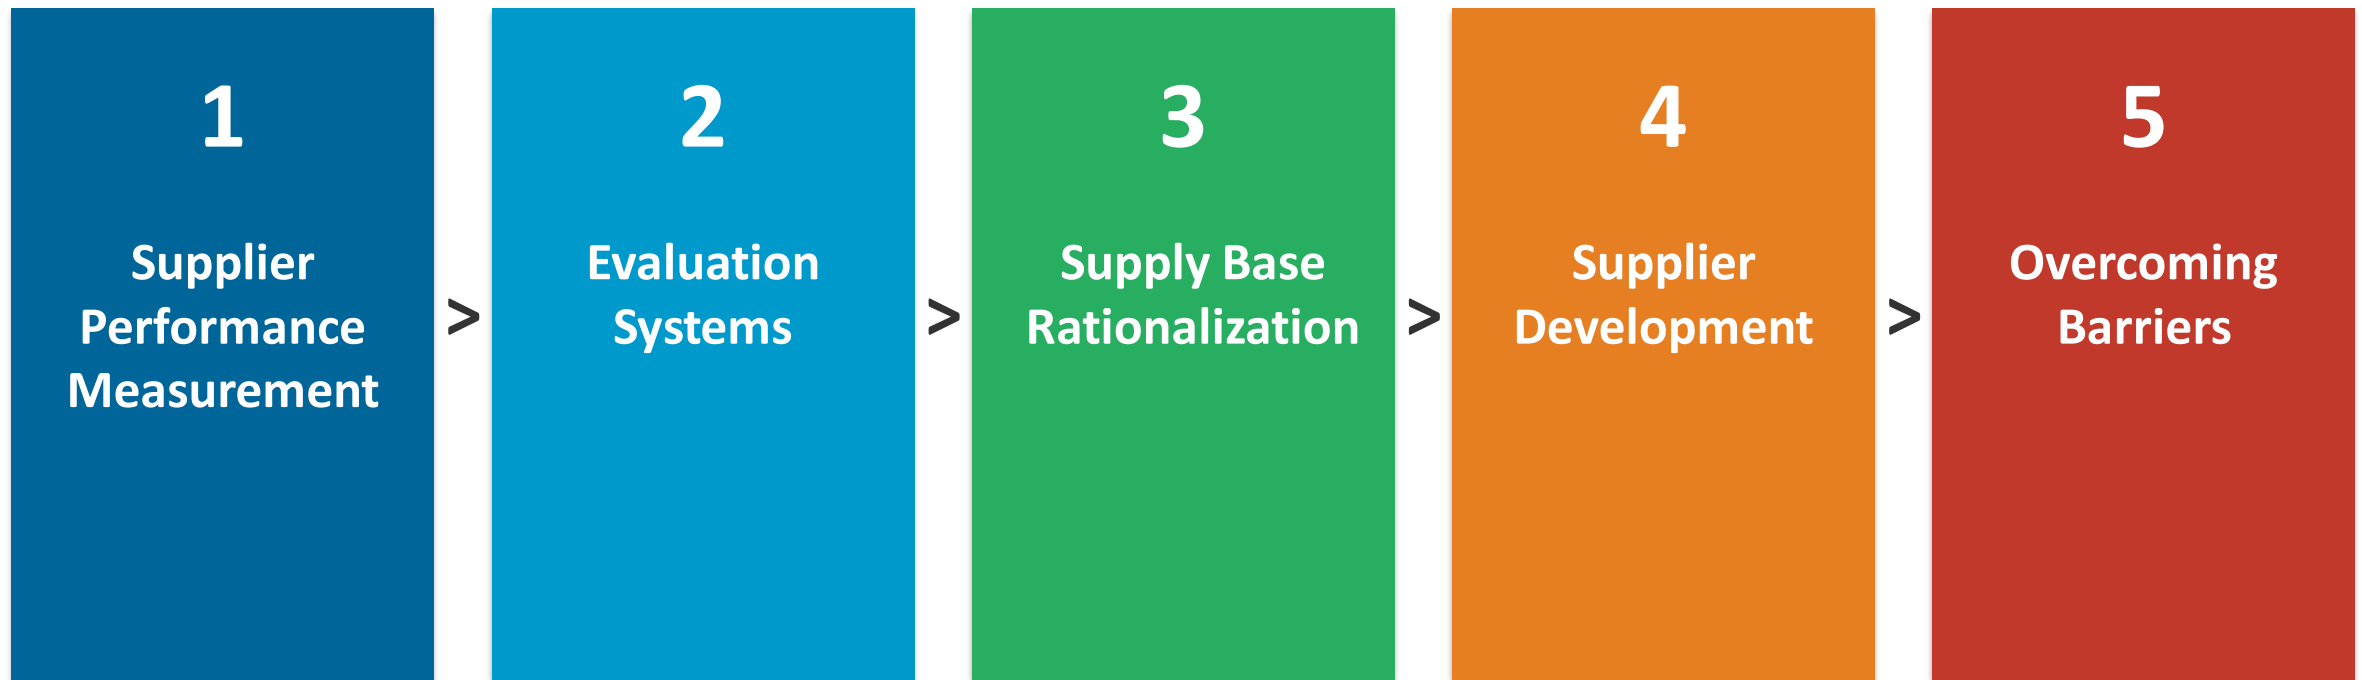 1
Supplier
Performance
Measurement
>
2
Evaluation
Systems
>
3
Supply Base
Rationalization
>
4
Supplier
Development
>
5
Overcoming
Barriers